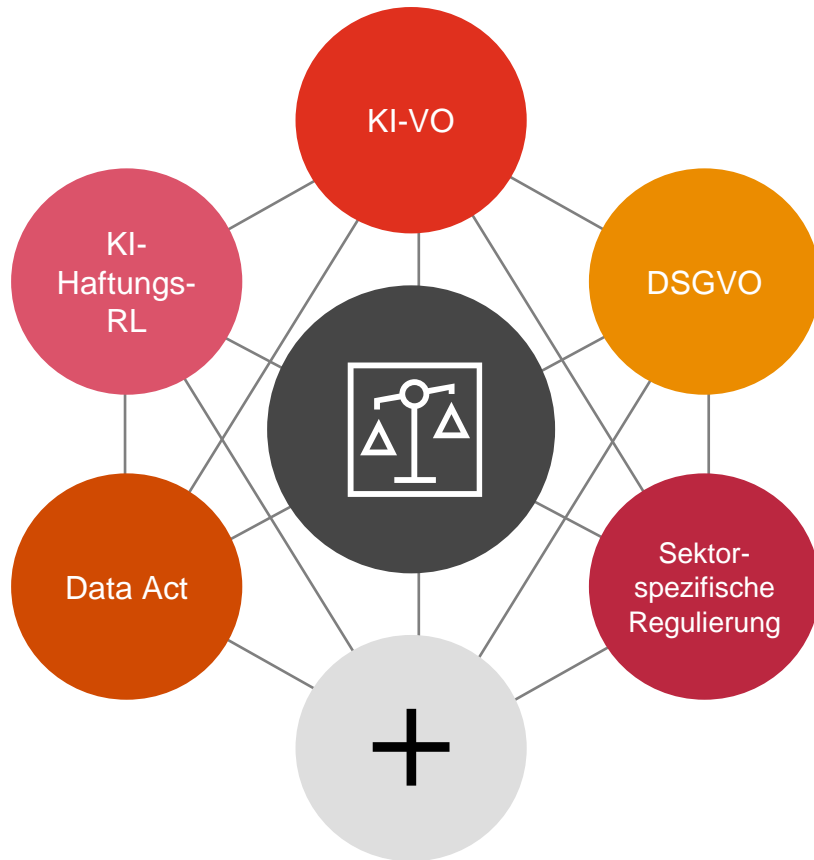 KI-VO
KI-
Haftungs-
RL
DSGVO
Data Act
Sektor-
spezifische
Regulierung
+